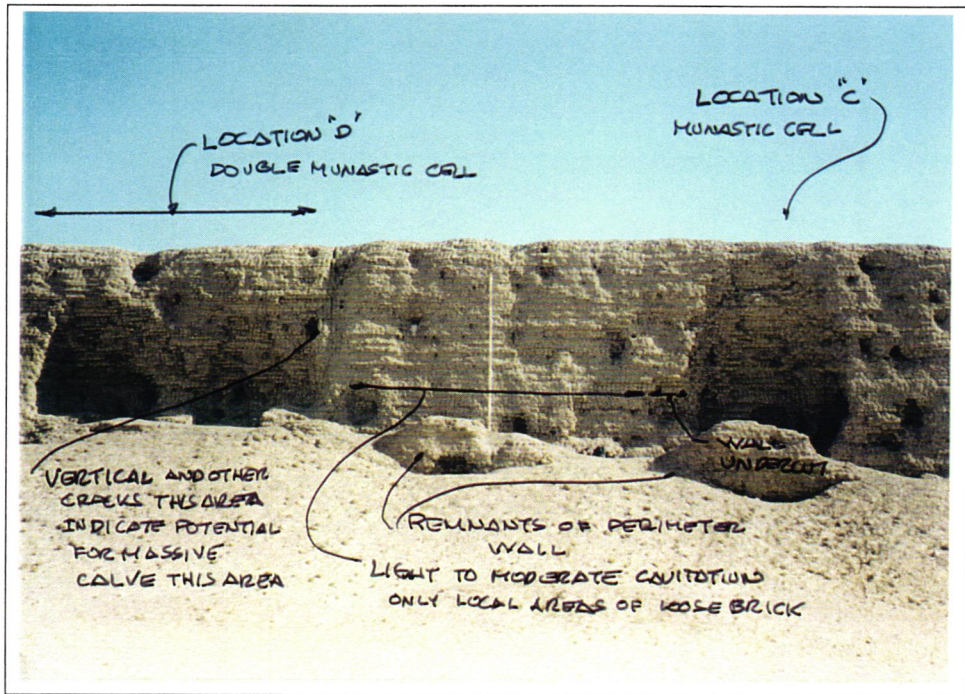 LOCATION "D"
DOUBLE MUNASTIC CELL
LOCATION "C"
MUNASTIC CELL
WALL
UNDERCUT
VERTICAL AND OTHER
CRACKS THIS AREA
INDICATE POTENTIAL
FOR MASSIVE
CALVE THIS AREA
REMNANTS OF PERIMETER
WALL
LIGHT TO MODERATE CAVITATION
ONLY LOCAL AREAS OF LOOSE BRICK